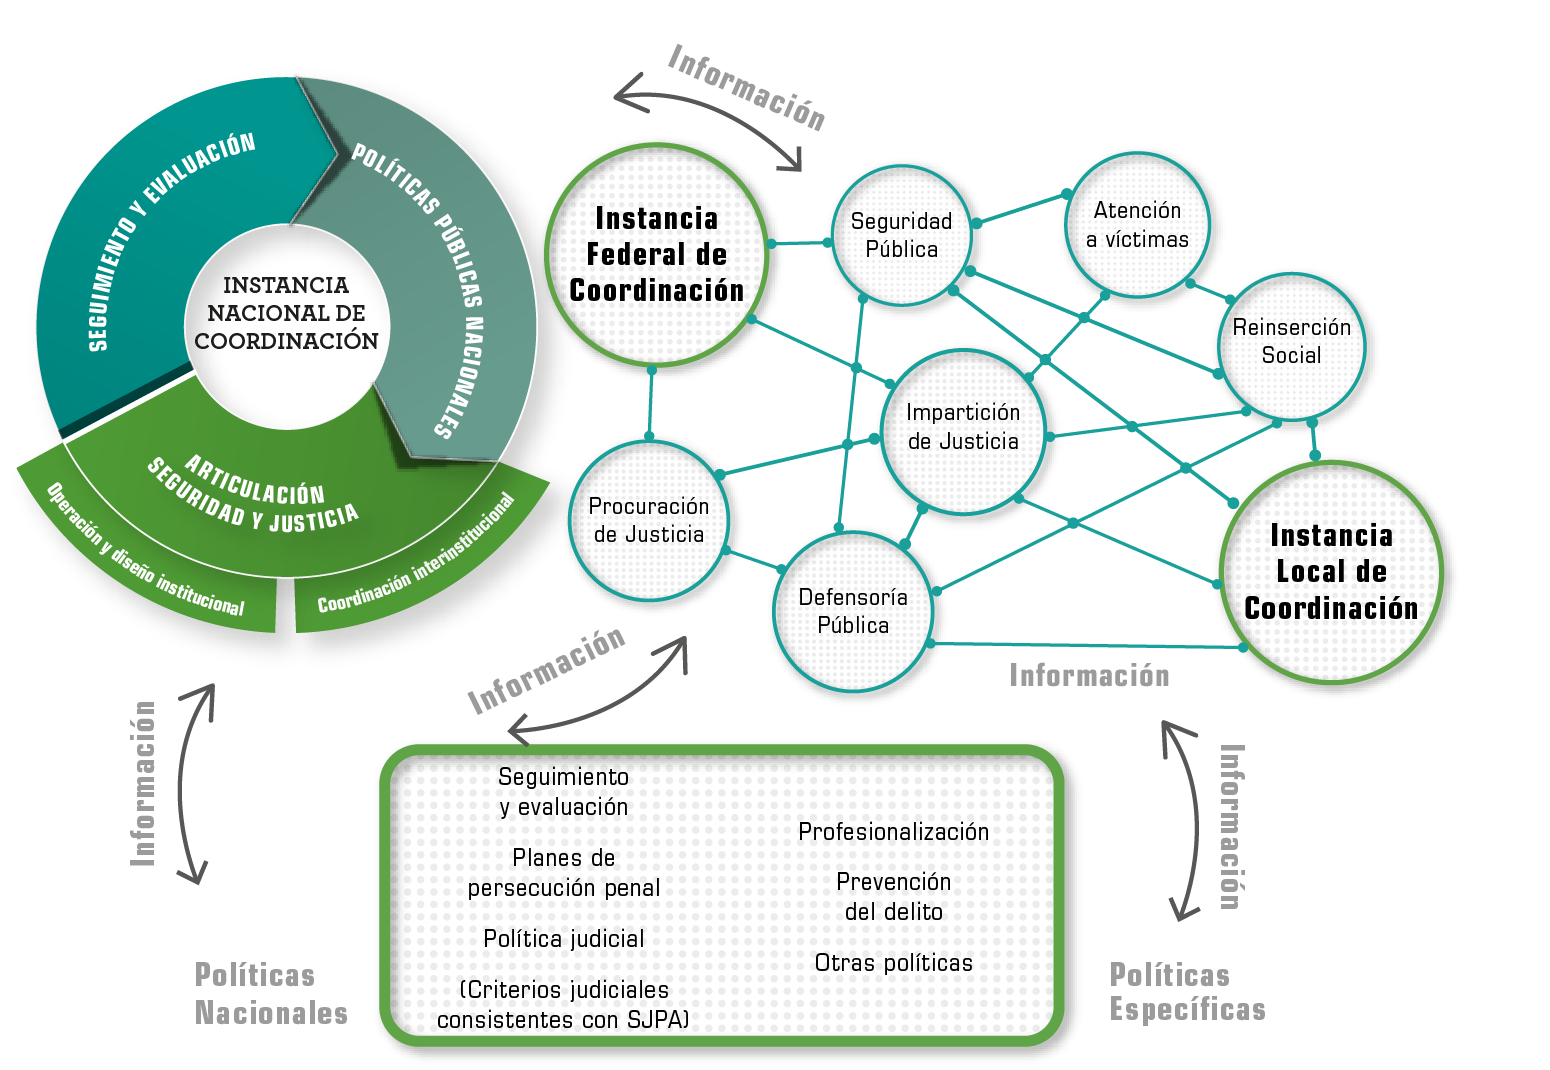 SEGUIMIENTO Y EVALUACIÓN
POLÍTICAS PÚBLICAS NACIONALES
INSTANCIA
NACIONAL DE
COORDINACIÓN
ARTICULACIÓN
SEGURIDAD Y JUSTICIA
Operación y diseño institucional
Coordinación interinstitucional
Información
Instancia
Federal de
Coordinación
Seguridad
Pública
Atención
a víctimas
Reinserción
Social
Impartición
de Justicia
Procuración
de Justicia
Defensoría
Pública
Instancia
Local de
Coordinación
Información
Información
Información
Información
Seguimiento
y evaluación
Planes de
persecución penal
Política judicial
(Criterios judiciales
consistentes con SJPA)
Profesionalización
Prevención
del delito
Otras políticas
Políticas
Nacionales
Políticas
Específicas